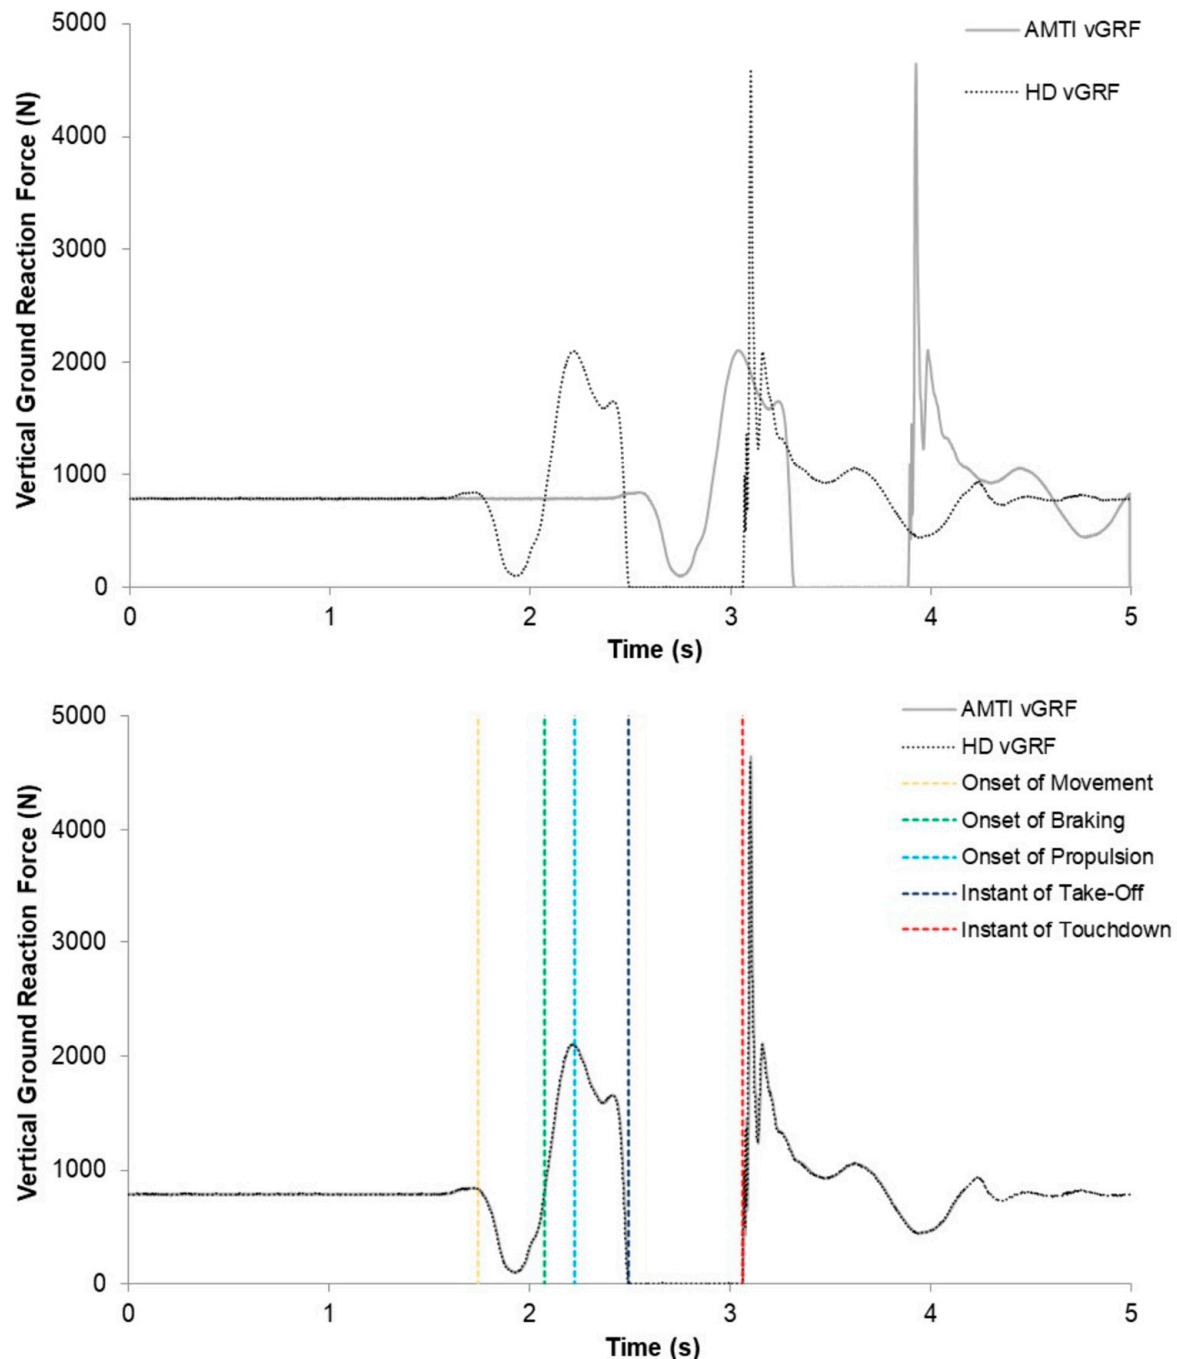 5000
4000
3000
2000
1000
0
Vertical Ground Reaction Force (N)
AMTI vGRF
HD vGRF
0 1 2 3 4 5
Time (s)
5000
4000
3000
2000
1000
0
Vertical Ground Reaction Force (N)
AMTI vGRF
HD vGRF
Onset of Movement
Onset of Braking
Onset of Propulsion
Instant of Take-Off
Instant of Touchdown
0 1 2 3 4 5
Time (s)